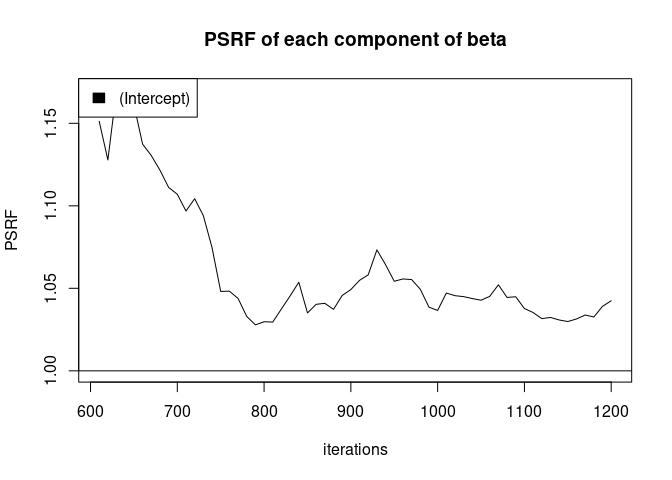 PSRF of each component of beta
(Intercept)
PSRF
1.15
1.10
1.05
1.00
600 700 800 900 1000 1100 1200
iterations